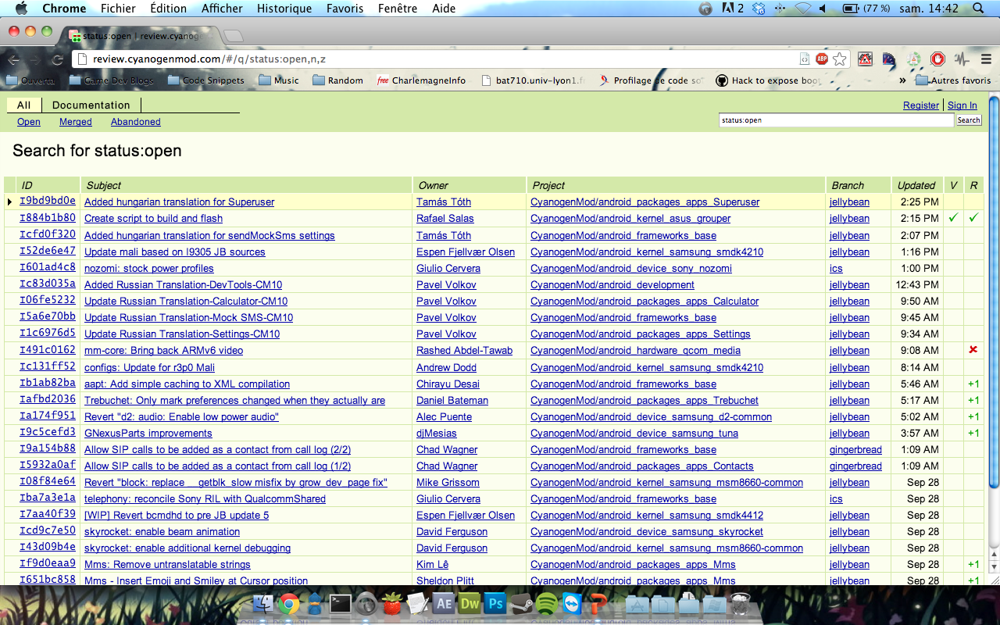 Chrome Fichier Édition Afficher Historique Favoris Fenêtre Aide 2 (77 %) sam. 14:42
status:open | review.cyanoge
review.cyanogenmod.com/#/q/status:open,n,z ABP
Ouverta Game Dev Blogs Code Snippets Music Random free CharlemagneInfo bat710.univ-lyon1.f Profilage de code so Hack to expose boo » Autres favoris
All Documentation Register Sign In
Open Merged Abandoned status:open Search
Search for status:open
ID Subject Owner Project Branch Updated V R
I9bd9bd0e Added hungarian translation for Superuser Tamás Tóth CyanogenMod/android_packages_apps_Superuser jellybean 2:25 PM
I884b1b80 Create script to build and flash Rafael Salas CyanogenMod/android_kernel_asus_grouper jellybean 2:15 PM ✓ ✓
Icfd0f320 Added hungarian translation for sendMockSms settings Tamás Tóth CyanogenMod/android_frameworks_base jellybean 2:07 PM
I52de6e47 Update mali based on I9305 JB sources Espen Fjellvær Olsen CyanogenMod/android_kernel_samsung_smdk4210 jellybean 1:16 PM
I601ad4c8 nozomi: stock power profiles Giulio Cervera CyanogenMod/android_device_sony_nozomi ics 1:00 PM
Ic83d035a Added Russian Translation-DevTools-CM10 Pavel Volkov CyanogenMod/android_development jellybean 12:43 PM
I06fe5232 Update Russian Translation-Calculator-CM10 Pavel Volkov CyanogenMod/android_packages_apps_Calculator jellybean 9:50 AM
I5a6e70bb Update Russian Translation-Mock SMS-CM10 Pavel Volkov CyanogenMod/android_frameworks_base jellybean 9:45 AM
I1c6976d5 Update Russian Translation-Settings-CM10 Pavel Volkov CyanogenMod/android_packages_apps_Settings jellybean 9:34 AM
I491c0162 mm-core: Bring back ARMv6 video Rashed Abdel-Tawab CyanogenMod/android_hardware_qcom_media jellybean 9:08 AM ✗
Ic131ff52 configs: Update for r3p0 Mali Andrew Dodd CyanogenMod/android_kernel_samsung_smdk4210 jellybean 8:14 AM
Ib1ab82ba aapt: Add simple caching to XML compilation Chirayu Desai CyanogenMod/android_frameworks_base jellybean 5:46 AM +1
Iafbd2036 Trebuchet: Only mark preferences changed when they actually are Daniel Bateman CyanogenMod/android_packages_apps_Trebuchet jellybean 5:17 AM +1
Ia174f951 Revert "d2: audio: Enable low power audio" Alec Puente CyanogenMod/android_device_samsung_d2-common jellybean 5:02 AM +1
I9c5cefd3 GNexusParts improvements djMesias CyanogenMod/android_device_samsung_tuna jellybean 3:57 AM +1
I9a154b88 Allow SIP calls to be added as a contact from call log (2/2) Chad Wagner CyanogenMod/android_frameworks_base gingerbread 1:09 AM
I5932a0af Allow SIP calls to be added as a contact from call log (1/2) Chad Wagner CyanogenMod/android_packages_apps_Contacts gingerbread 1:09 AM
I08f84e64 Revert "block: replace __getblk_slow misfix by grow_dev_page fix" Mike Grissom CyanogenMod/android_kernel_samsung_msm8660-common jellybean Sep 28
Iba7a3e1a telephony: reconcile Sony RIL with QualcommShared Giulio Cervera CyanogenMod/android_frameworks_base ics Sep 28
I7aa40f39 [WIP] Revert bcmdhd to pre JB update 5 Espen Fjellvær Olsen CyanogenMod/android_kernel_samsung_smdk4412 jellybean Sep 28
Icd9c7e50 skyrocket: enable beam animation David Ferguson CyanogenMod/android_device_samsung_skyrocket jellybean Sep 28
I43d09b4e skyrocket: enable additional kernel debugging David Ferguson CyanogenMod/android_kernel_samsung_msm8660-common jellybean Sep 28
If9d0eaa9 Mms: Remove untranslatable strings Kim Lê CyanogenMod/android_packages_apps_Mms jellybean Sep 28 +1
I651bc858 Mms - Insert Emoji and Smiley at Cursor position Sheldon Plitt CyanogenMod/android_packages_apps_Mms jellybean Sep 28 +1
AE Dw Ps